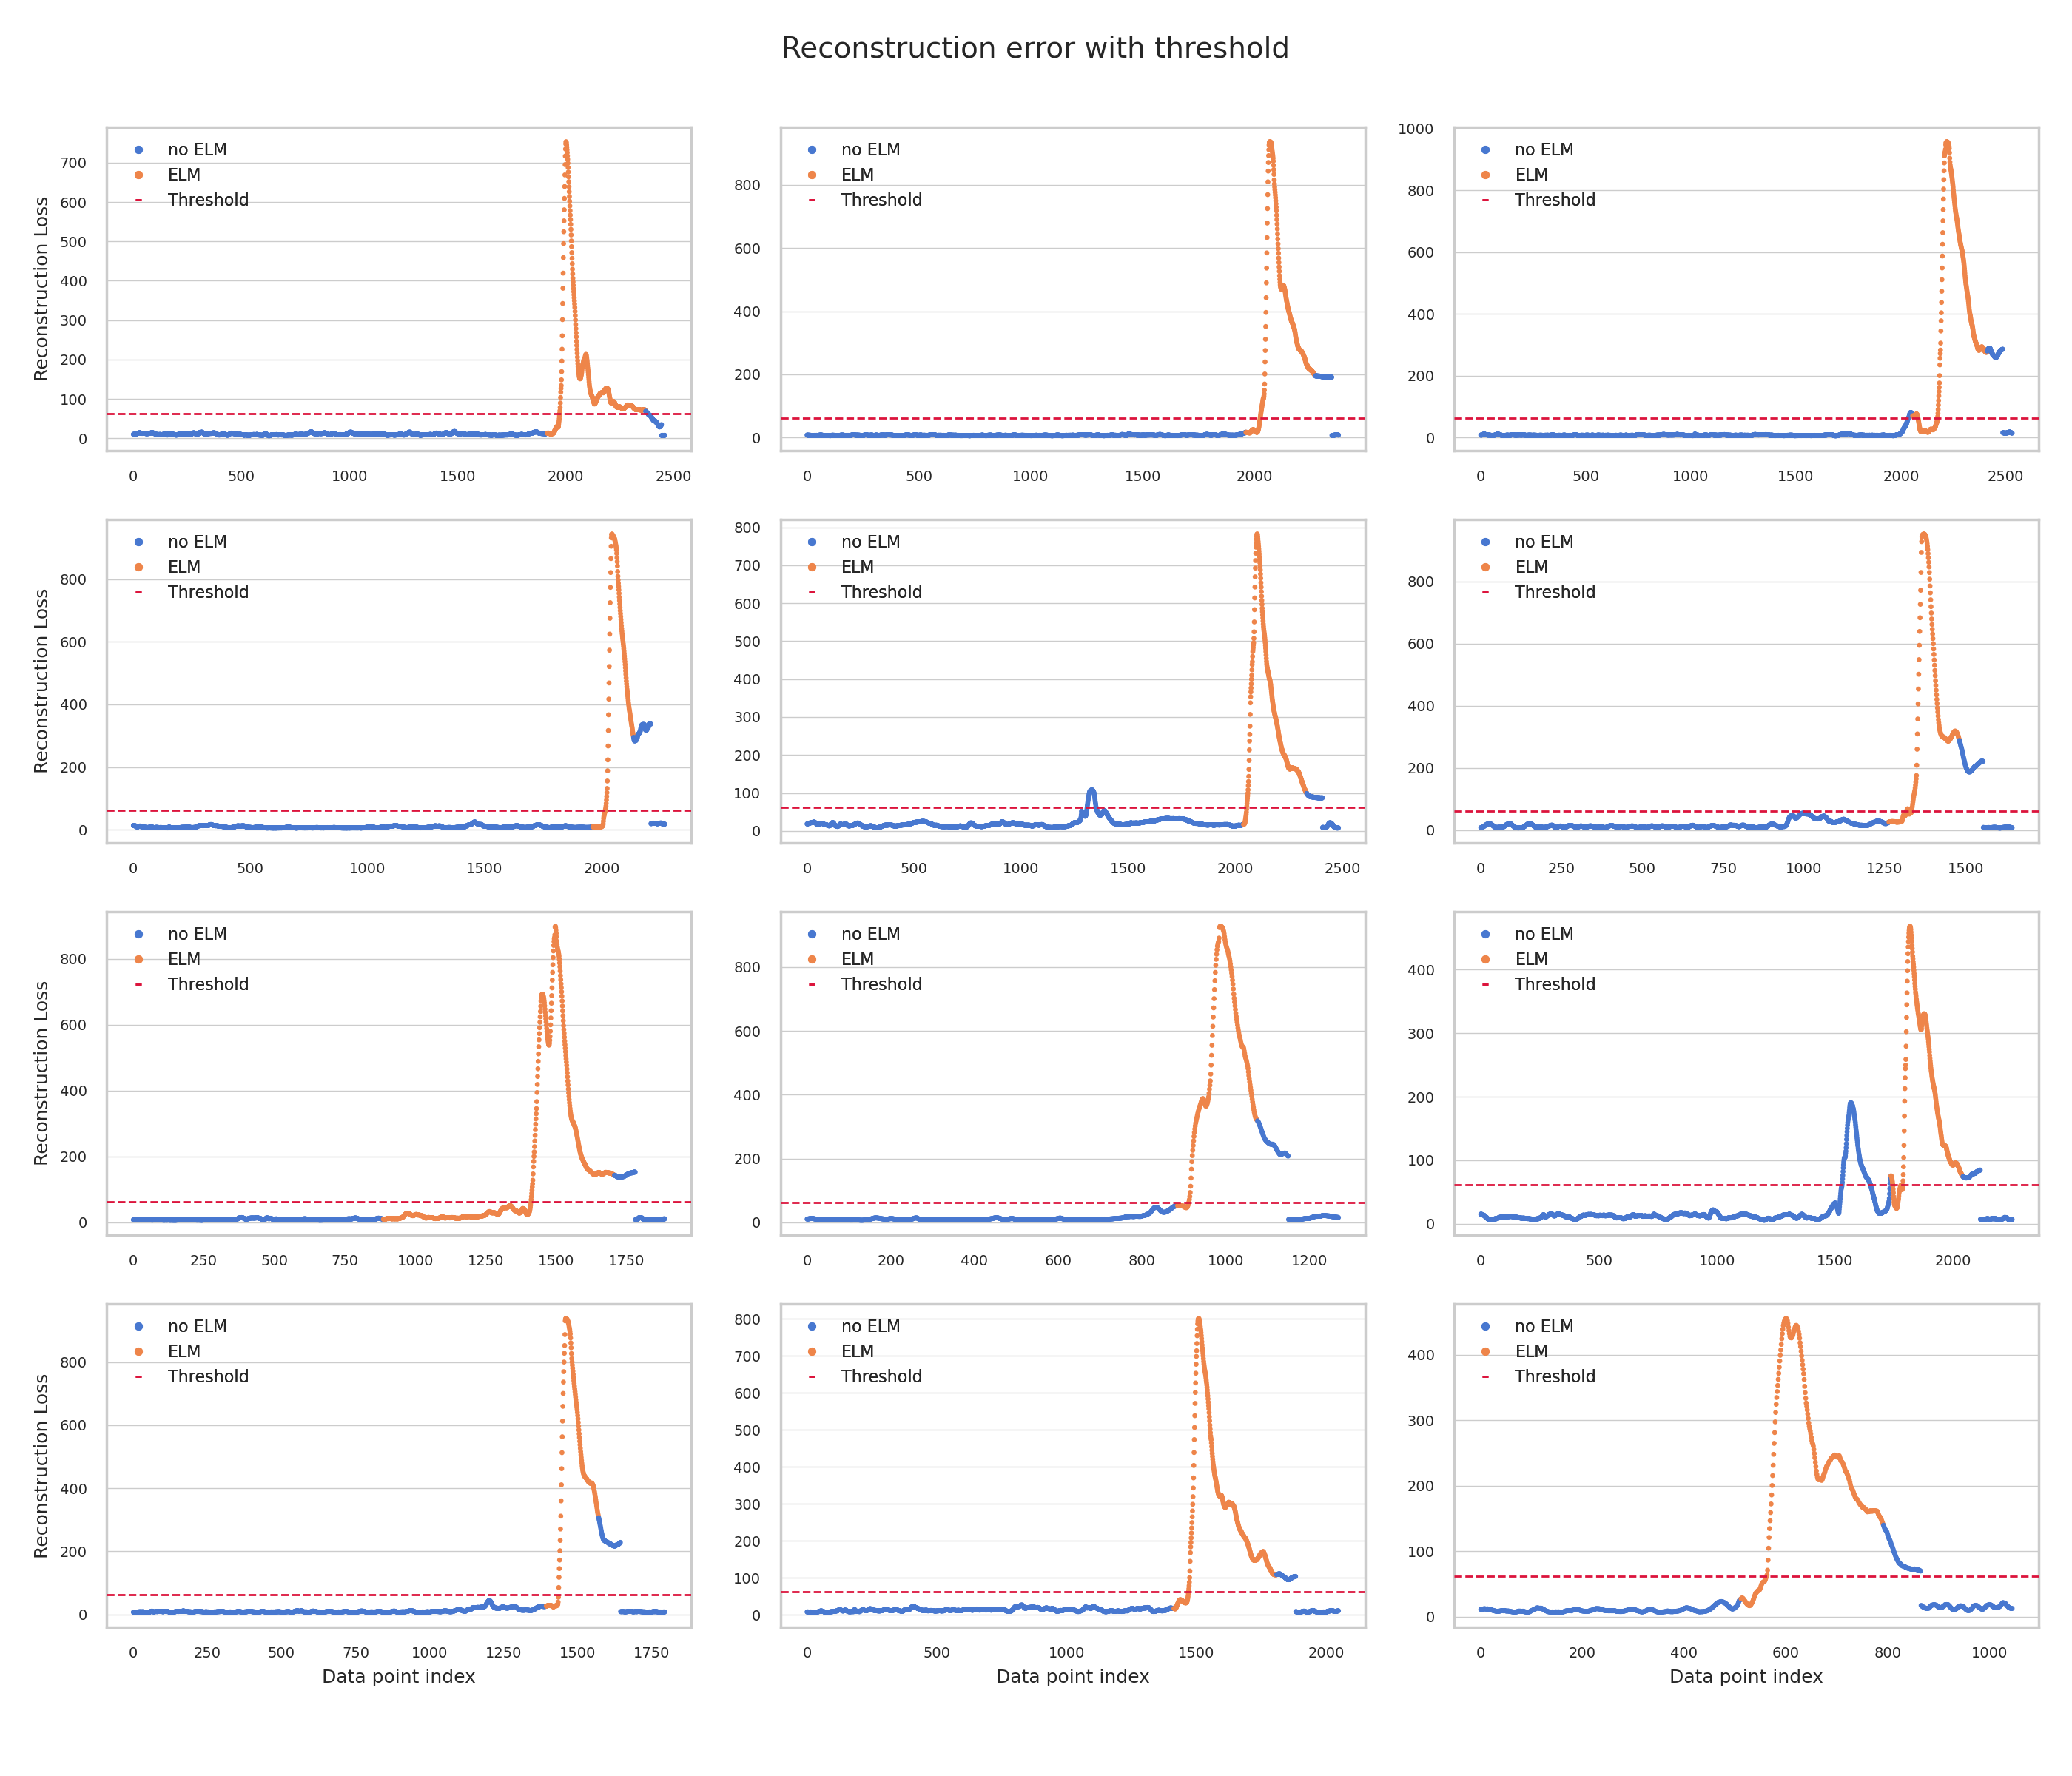 Reconstruction error with threshold
Reconstruction Loss
700
600
500
400
300
200
100
0
no ELM
ELM
Threshold
0 500 1000 1500 2000 2500
800
600
400
200
0
no ELM
ELM
Threshold
0 500 1000 1500 2000
1000
800
600
400
200
0
no ELM
ELM
Threshold
0 500 1000 1500 2000 2500
Reconstruction Loss
800
600
400
200
0
no ELM
ELM
Threshold
0 500 1000 1500 2000
800
700
600
500
400
300
200
100
0
no ELM
ELM
Threshold
0 500 1000 1500 2000 2500
800
600
400
200
0
no ELM
ELM
Threshold
0 250 500 750 1000 1250 1500
Reconstruction Loss
800
600
400
200
0
no ELM
ELM
Threshold
0 250 500 750 1000 1250 1500 1750
800
600
400
200
0
no ELM
ELM
Threshold
0 200 400 600 800 1000 1200
400
300
200
100
0
no ELM
ELM
Threshold
0 500 1000 1500 2000
Reconstruction Loss
800
600
400
200
0
no ELM
ELM
Threshold
0 250 500 750 1000 1250 1500 1750
Data point index
800
700
600
500
400
300
200
100
0
no ELM
ELM
Threshold
0 500 1000 1500 2000
Data point index
400
300
200
100
0
no ELM
ELM
Threshold
0 200 400 600 800 1000
Data point index